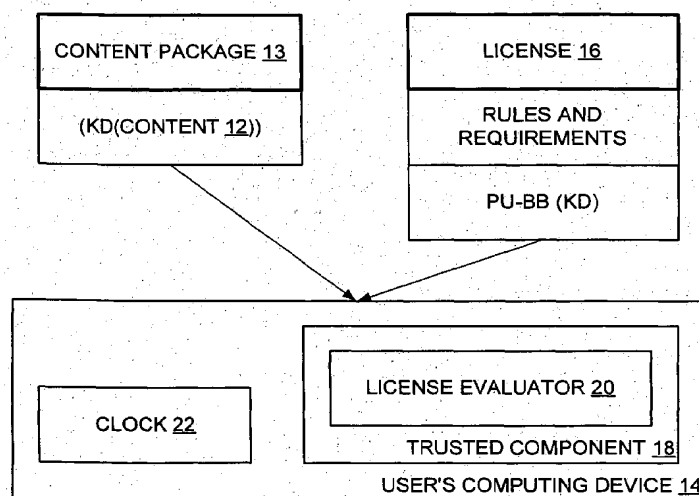 CONTENT PACKAGE 13
(KD(CONTENT 12))
LICENSE 16
RULES AND
REQUIREMENTS
PU-BB (KD)
CLOCK 22
LICENSE EVALUATOR 20
TRUSTED COMPONENT 18
USER'S COMPUTING DEVICE 14